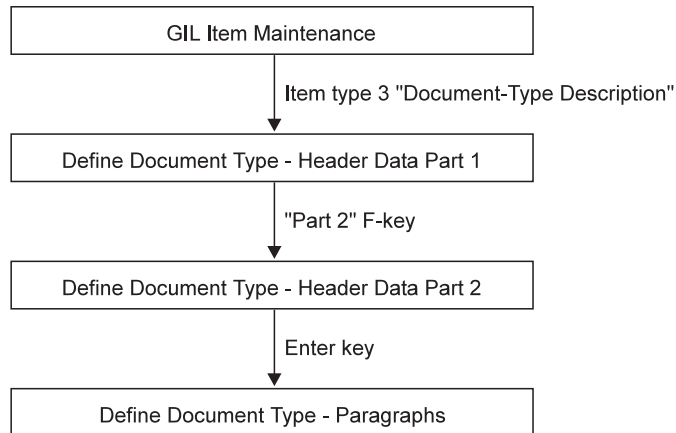 GIL Item Maintenance
Item type 3 "Document-Type Description"
Define Document Type - Header Data Part 1
"Part 2" F-key
Define Document Type - Header Data Part 2
Enter key
Define Document Type - Paragraphs